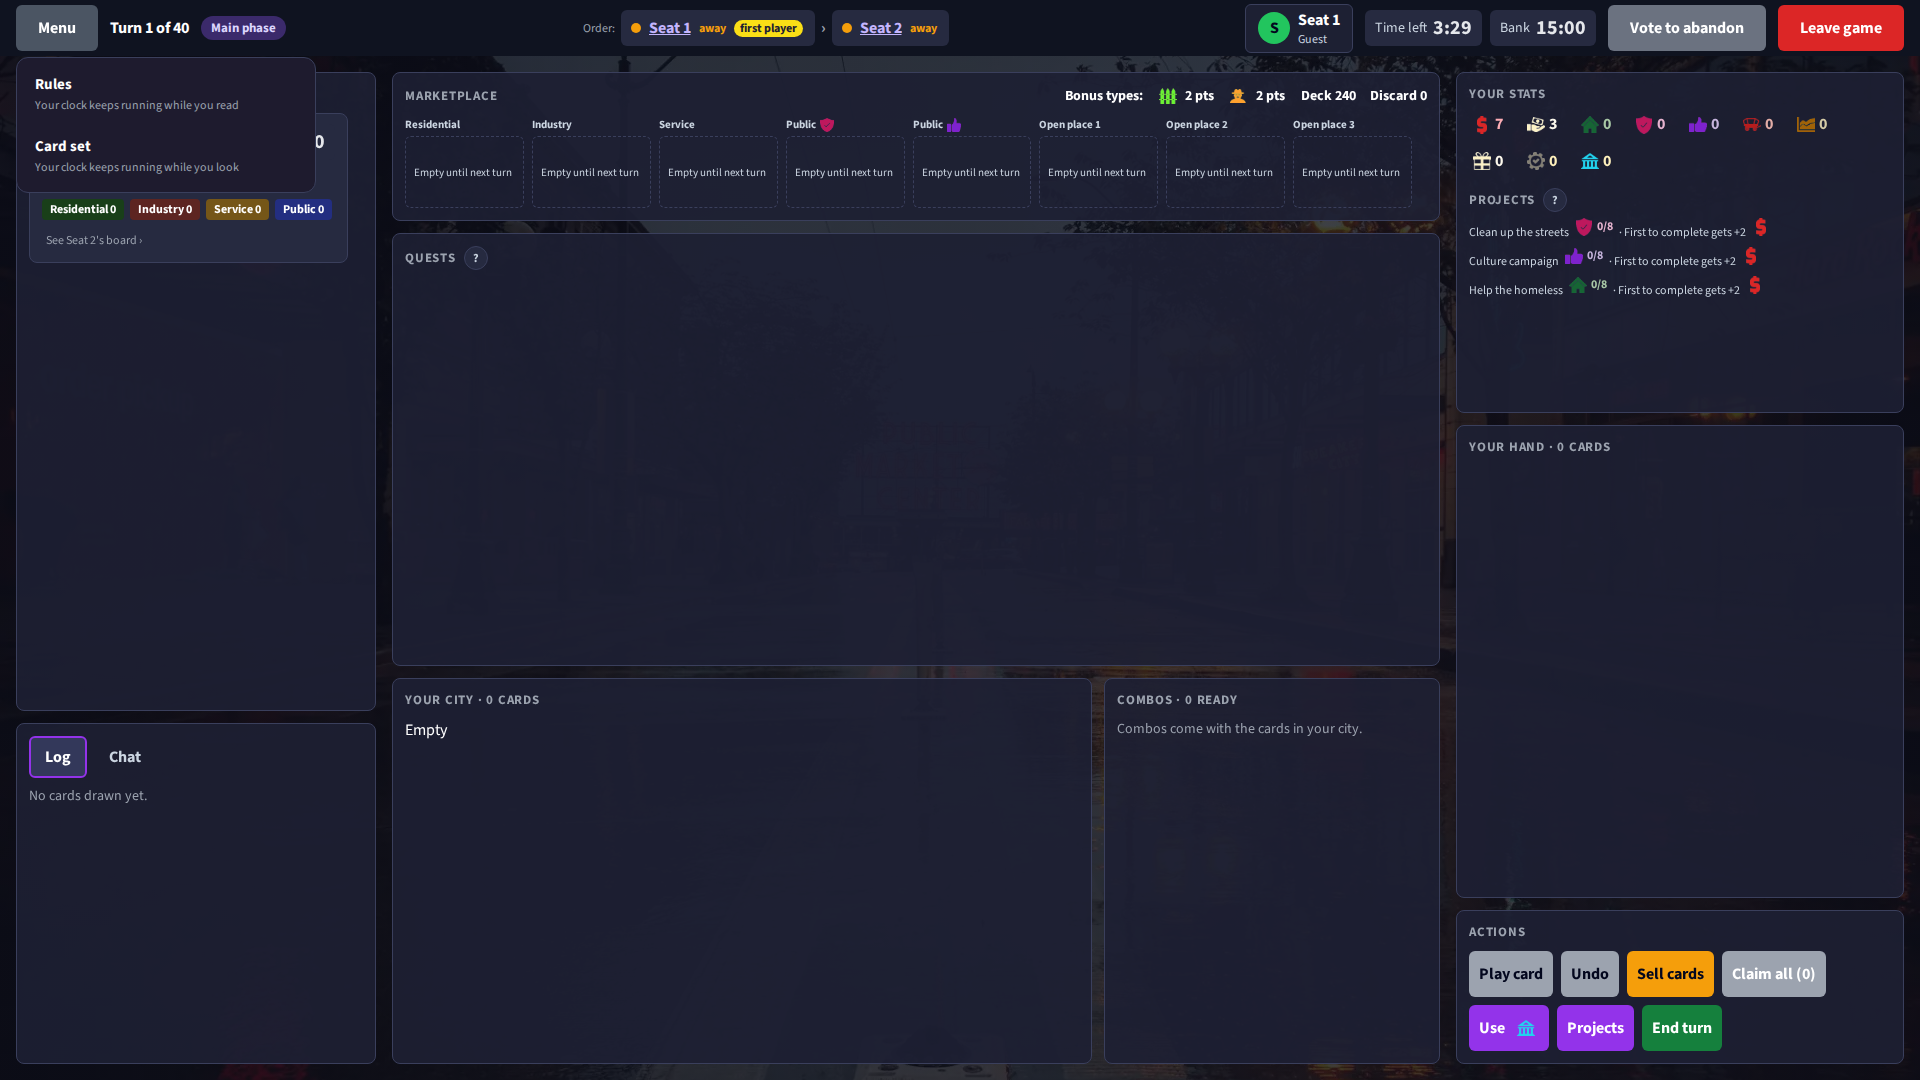 Menu
Turn 1 of 40
Main phase
Order:
Seat 1 away first player
›
Seat 2 away
S
Seat 1
Guest
Time left 3:29
Bank 15:00
Vote to abandon
Leave game
Rules
Your clock keeps running while you read
Card set
Your clock keeps running while you look
0
Residential 0
Industry 0
Service 0
Public 0
See Seat 2's board ›
MARKETPLACE
Bonus types: 2 pts 2 pts Deck 240 Discard 0
Residential
Industry
Service
Public
Public
Open place 1
Open place 2
Open place 3
Empty until next turn
Empty until next turn
Empty until next turn
Empty until next turn
Empty until next turn
Empty until next turn
Empty until next turn
Empty until next turn
QUESTS ?
YOUR CITY · 0 CARDS
Empty
COMBOS · 0 READY
Combos come with the cards in your city.
Log
Chat
No cards drawn yet.
YOUR STATS
7 3 0 0 0 0 0
0 0 0
PROJECTS ?
Clean up the streets 0/8 · First to complete gets +2
Culture campaign 0/8 · First to complete gets +2
Help the homeless 0/8 · First to complete gets +2
YOUR HAND · 0 CARDS
ACTIONS
Play card
Undo
Sell cards
Claim all (0)
Use
Projects
End turn